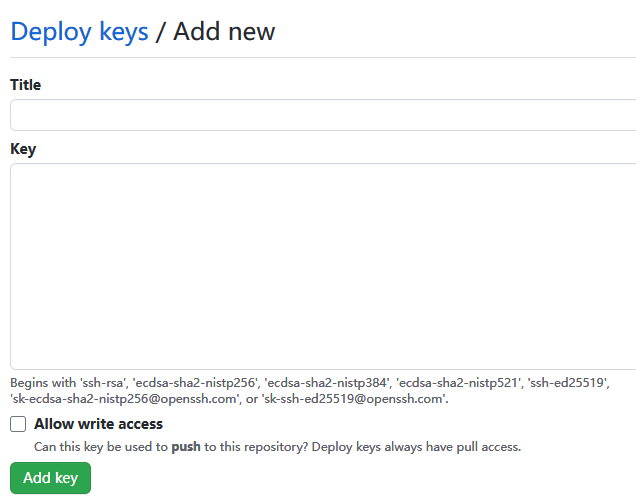 Deploy keys / Add new
Title
Key
Begins with 'ssh-rsa', 'ecdsa-sha2-nistp256', 'ecdsa-sha2-nistp384', 'ecdsa-sha2-nistp521', 'ssh-ed25519',
'sk-ecdsa-sha2-nistp256@openssh.com', or 'sk-ssh-ed25519@openssh.com'.
Allow write access
Can this key be used to push to this repository? Deploy keys always have pull access.
Add key